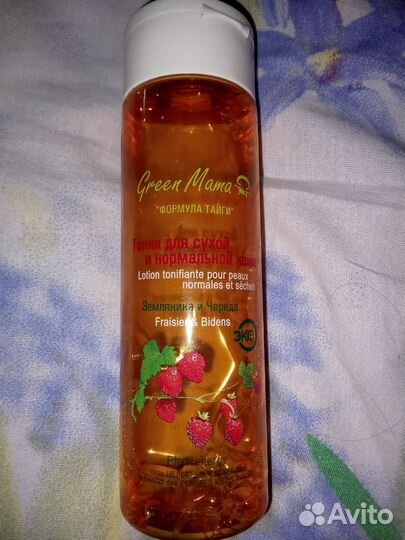 Green Mama
"ФОРМУЛА ТАЙГИ"
Тоник для сухой
и нормальной кожи
Lotion tonifiante pour peaux
normales et sèches
Земляника и Череда
Fraisier & Bidens
ЭКО
Avito